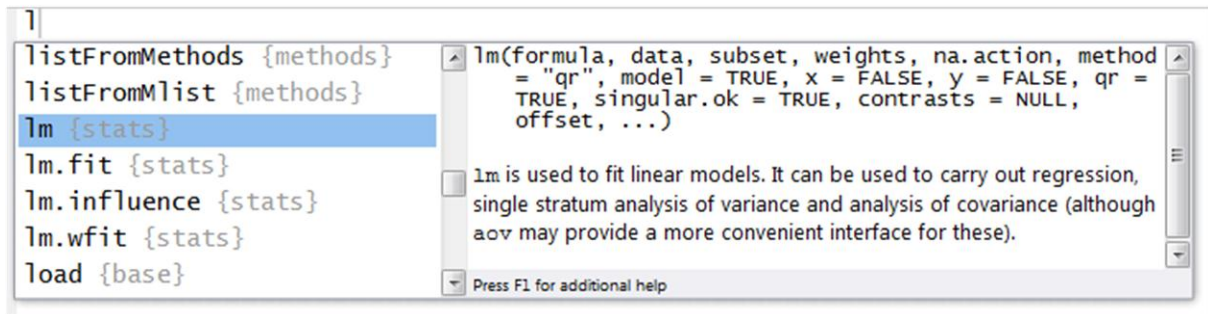 l
listFromMethods {methods}
listFromMlist {methods}
lm {stats}
lm.fit {stats}
lm.influence {stats}
lm.wfit {stats}
load {base}
lm(formula, data, subset, weights, na.action, method
= "qr", model = TRUE, x = FALSE, y = FALSE, qr =
TRUE, singular.ok = TRUE, contrasts = NULL,
offset, ...)
lm is used to fit linear models. It can be used to carry out regression,
single stratum analysis of variance and analysis of covariance (although
aov may provide a more convenient interface for these).
Press F1 for additional help